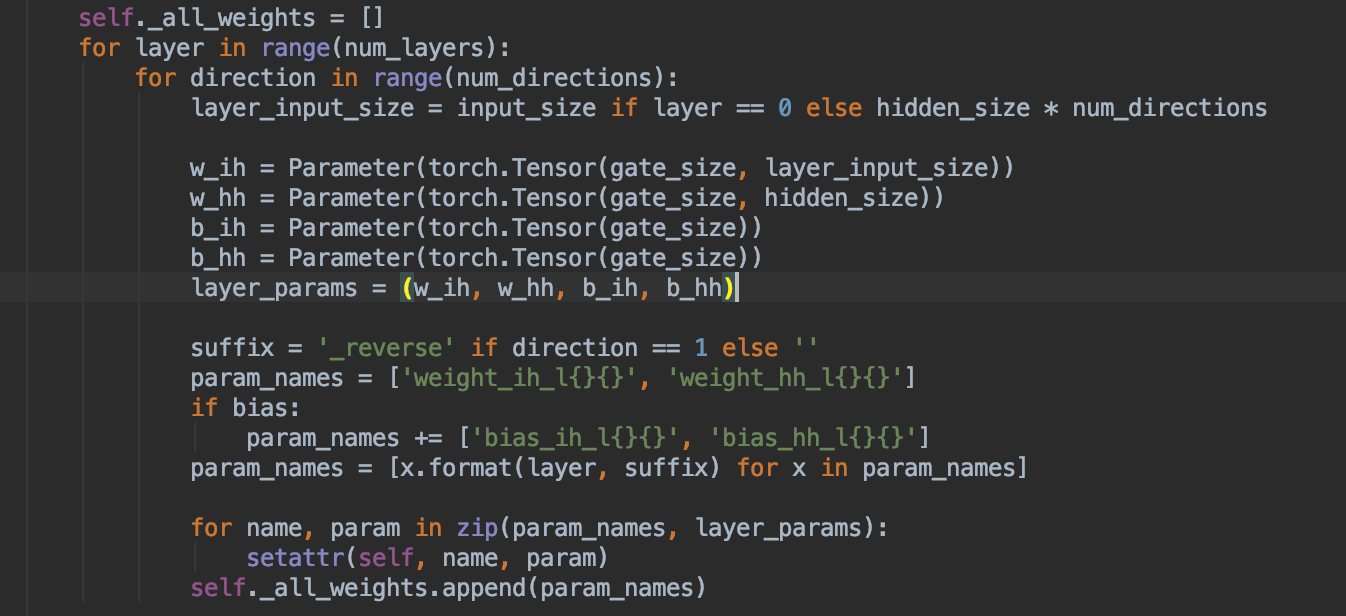 self._all_weights = []
for layer in range(num_layers):
    for direction in range(num_directions):
        layer_input_size = input_size if layer == 0 else hidden_size * num_directions

        w_ih = Parameter(torch.Tensor(gate_size, layer_input_size))
        w_hh = Parameter(torch.Tensor(gate_size, hidden_size))
        b_ih = Parameter(torch.Tensor(gate_size))
        b_hh = Parameter(torch.Tensor(gate_size))
        layer_params = (w_ih, w_hh, b_ih, b_hh)

        suffix = '_reverse' if direction == 1 else ''
        param_names = ['weight_ih_l{}{}', 'weight_hh_l{}{}']
        if bias:
            param_names += ['bias_ih_l{}{}', 'bias_hh_l{}{}']
        param_names = [x.format(layer, suffix) for x in param_names]

        for name, param in zip(param_names, layer_params):
            setattr(self, name, param)
        self._all_weights.append(param_names)